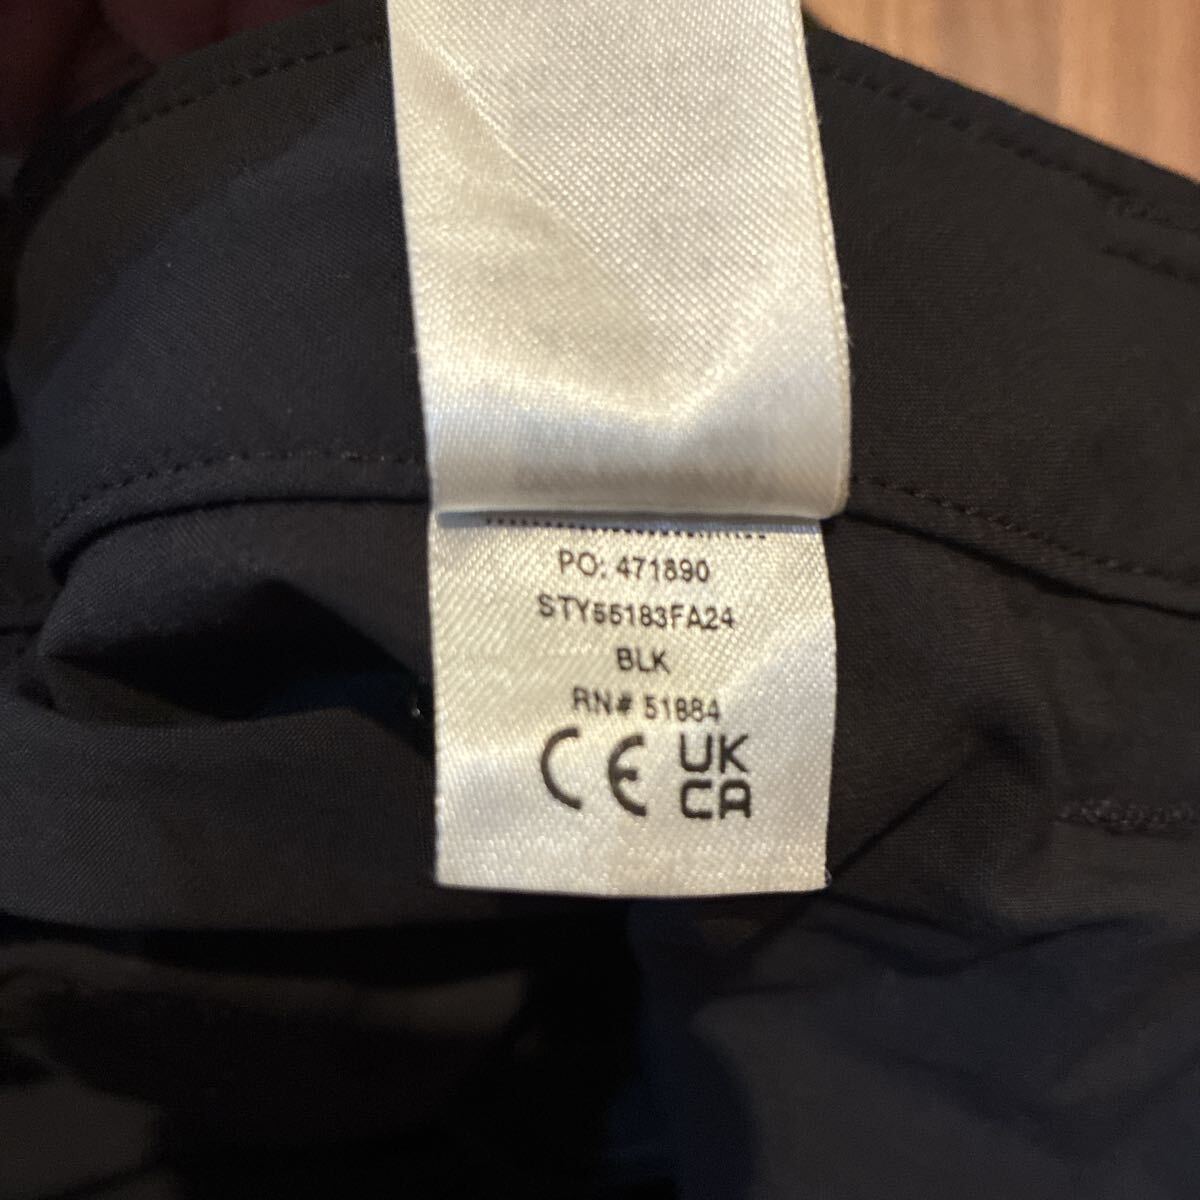 PO: 471890
STY55183FA24
BLK
RN# 51884
CE UK
CA